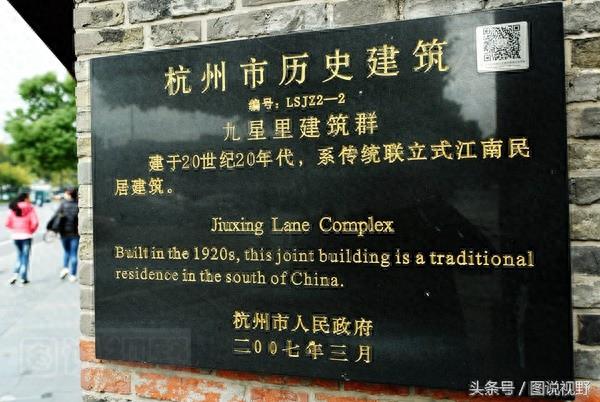 杭州市历史建筑
编号：LSJZ2—2
九星里建筑群
建于20世纪20年代，系传统联立式江南民
居建筑。
Jiuxing Lane Complex
Built in the 1920s, this joint building is a traditional
residence in the south of China.
杭州市人民政府
二〇〇七年三月
头条号 / 图说视野